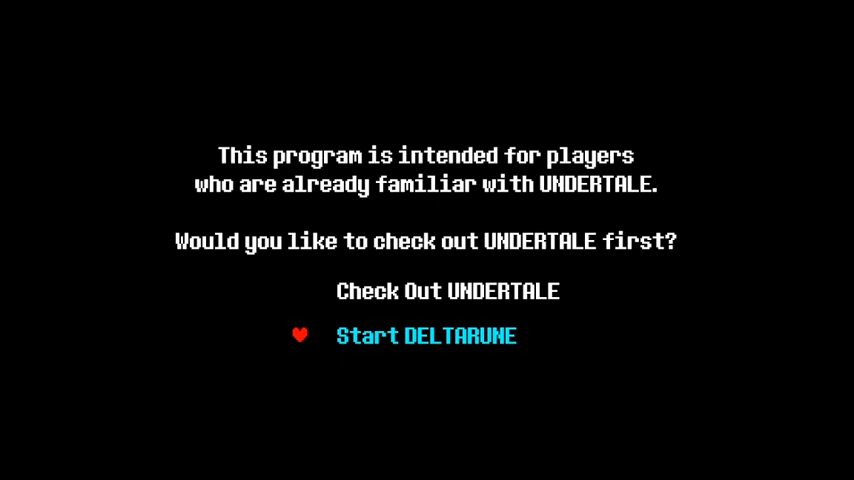 This program is intended for players
who are already familiar with UNDERTALE.
Would you like to check out UNDERTALE first?
Check Out UNDERTALE
Start DELTARUNE